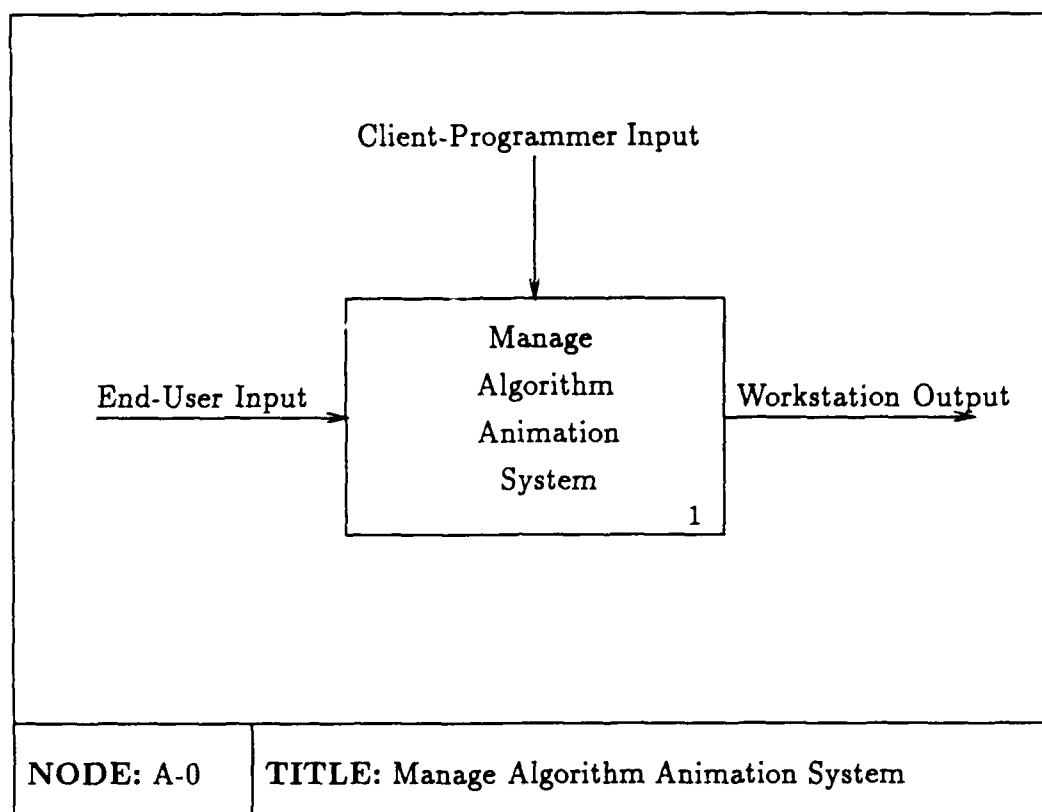 Client-Programmer Input
Manage
Algorithm
Animation
System
1
End-User Input
Workstation Output
NODE: A-0
TITLE: Manage Algorithm Animation System